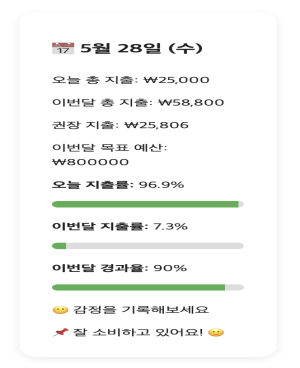 📅 5월 28일 (수)
오늘 총 지출: ₩25,000
이번달 총 지출: ₩58,800
권장 지출: ₩25,806
이번달 목표 예산:
₩800000
오늘 지출률: 96.9%
이번달 지출률: 7.3%
이번달 경과율: 90%
🙂 감정을 기록해보세요
📌 잘 소비하고 있어요! 🙂